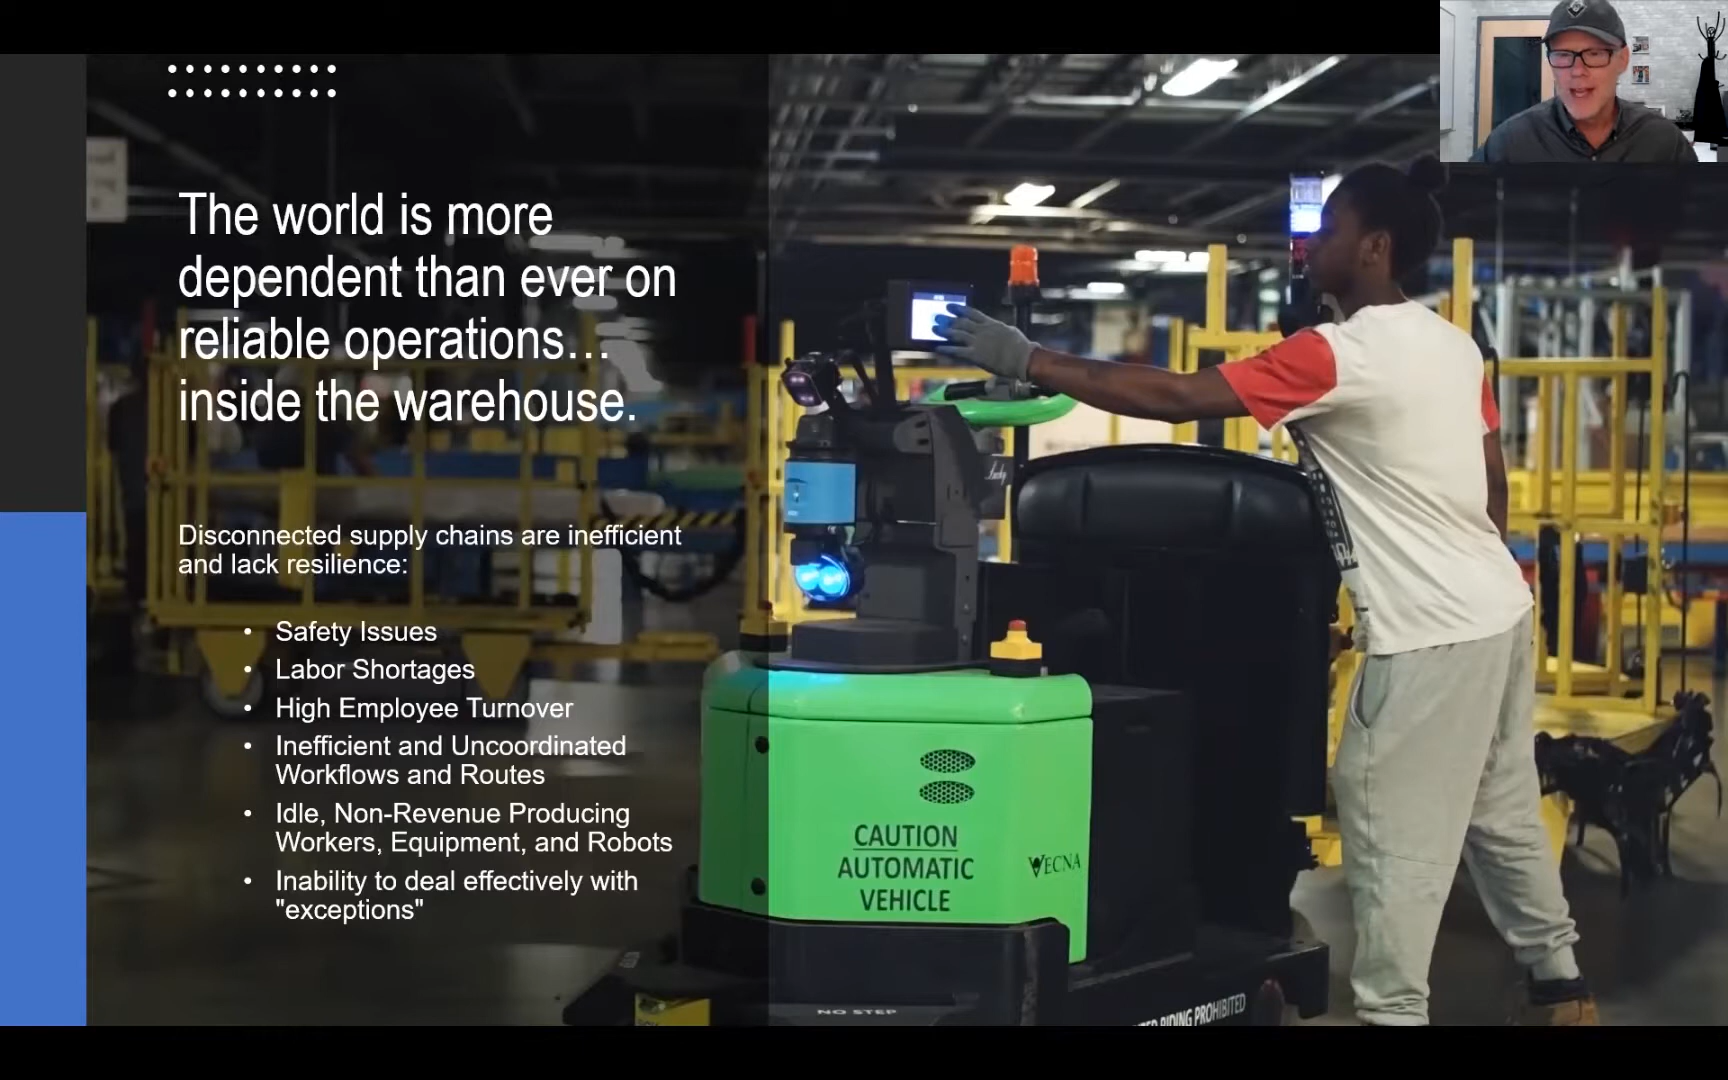 The world is more
dependent than ever on
reliable operations…
inside the warehouse.
Disconnected supply chains are inefficient
and lack resilience:
• Safety Issues
• Labor Shortages
• High Employee Turnover
• Inefficient and Uncoordinated
Workflows and Routes
• Idle, Non-Revenue Producing
Workers, Equipment, and Robots
• Inability to deal effectively with
"exceptions"
CAUTION
AUTOMATIC
VEHICLE
VECNA
NO STEP
RIDING PROHIBITED